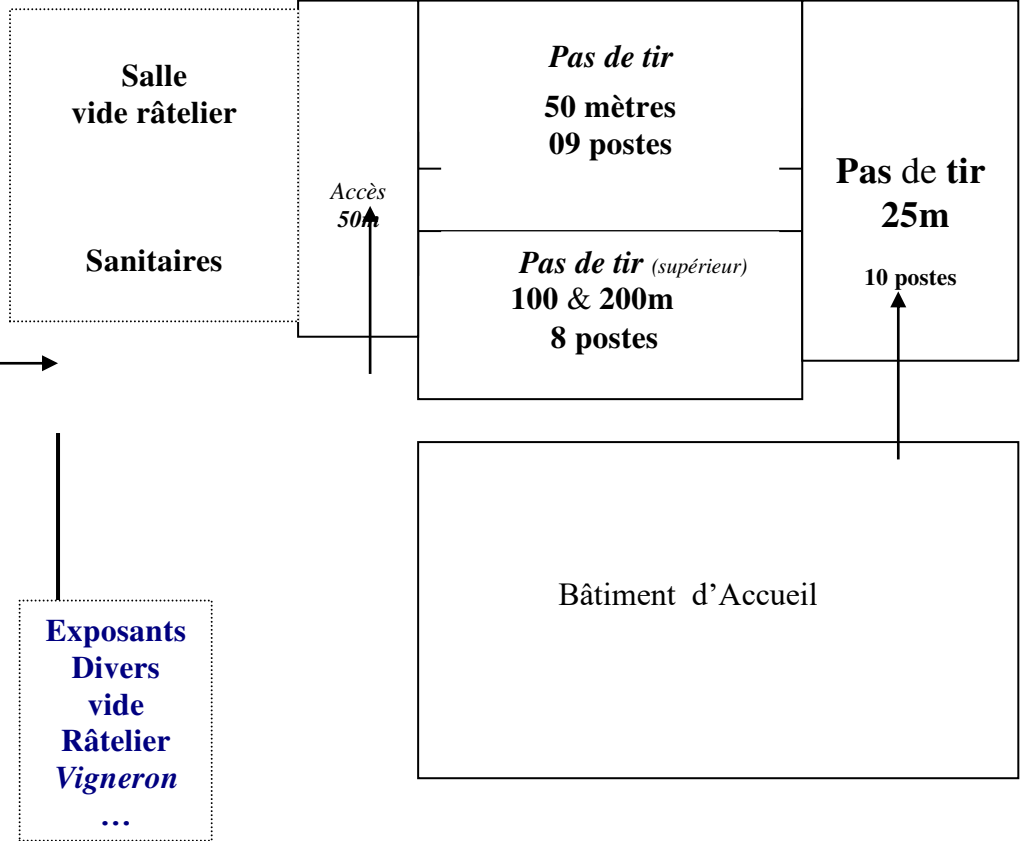 Salle
vide râtelier
Sanitaires
Accès
50m
Pas de tir
50 mètres
09 postes
Pas de tir (supérieur)
100 & 200m
8 postes
Pas de tir
25m
10 postes
Bâtiment d’Accueil
Exposants
Divers
vide
Râtelier
Vigneron
…